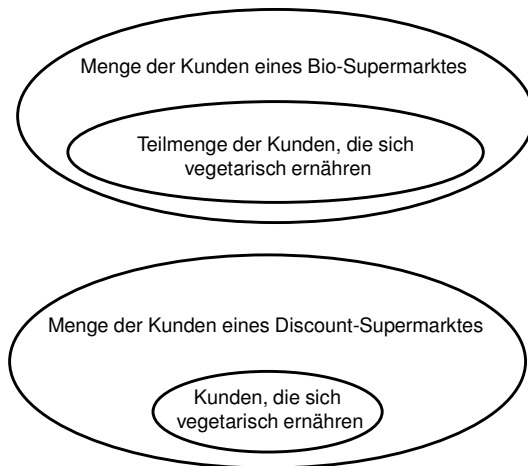 Menge der Kunden eines Bio-Supermarktes
Teilmenge der Kunden, die sich
vegetarisch ernähren
Menge der Kunden eines Discount-Supermarktes
Kunden, die sich
vegetarisch ernähren